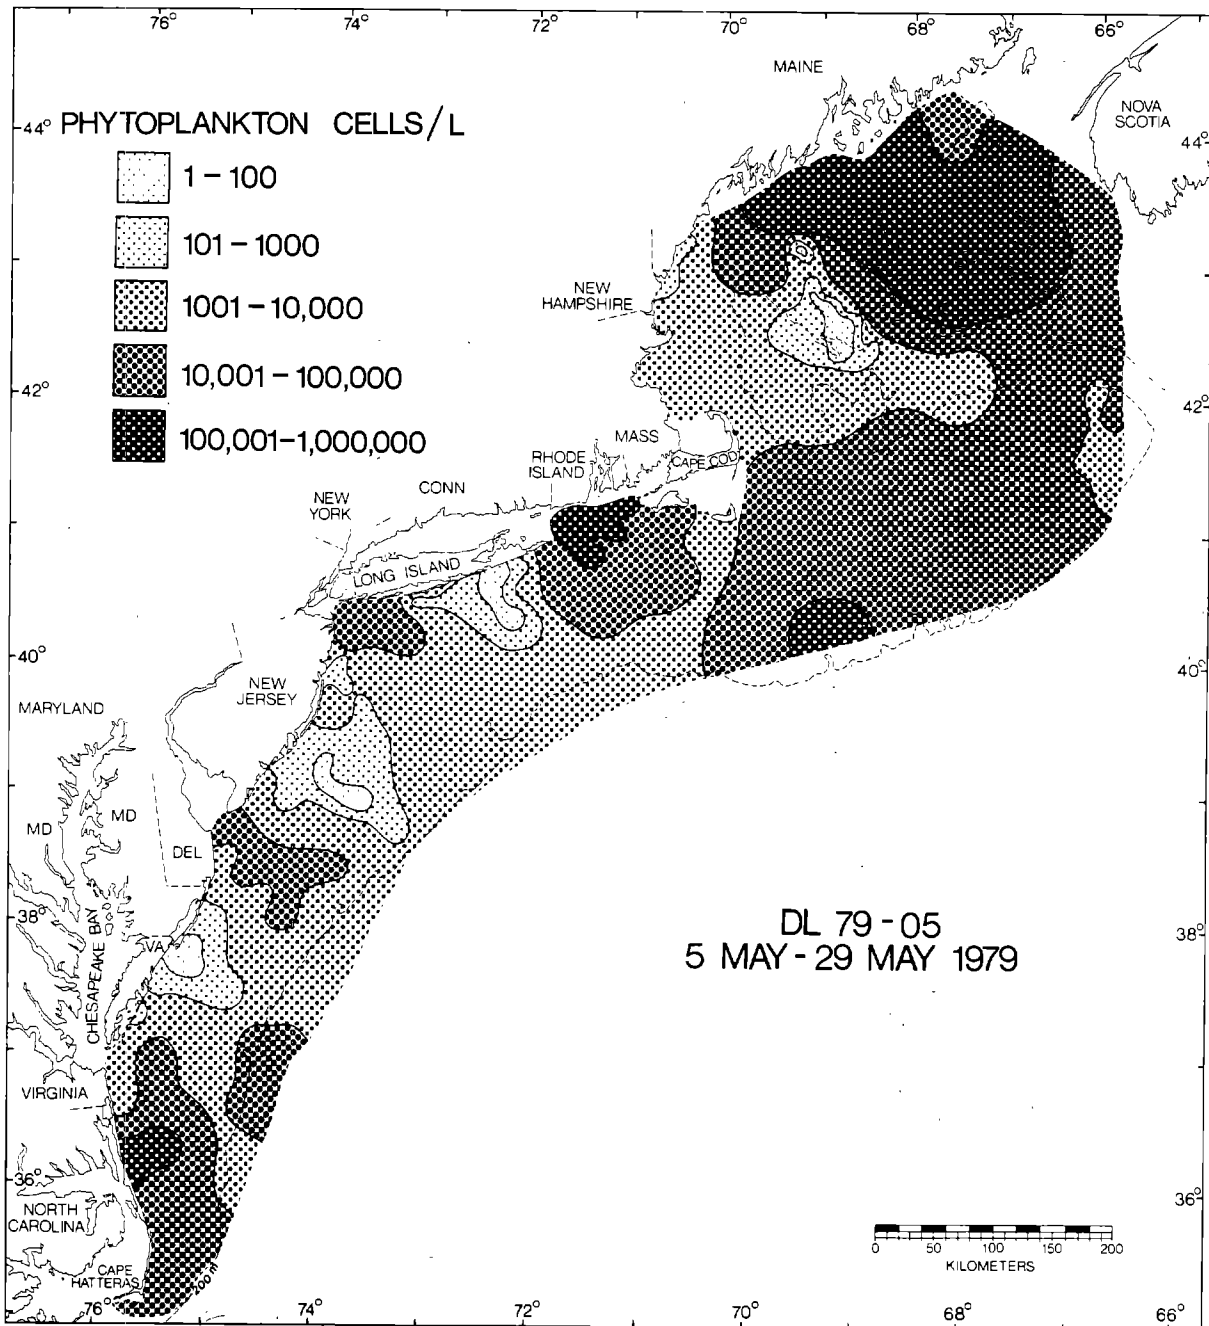 76° 74° 72° 70° 68° 66°
MAINE
NOVA
SCOTIA
44° PHYTOPLANKTON CELLS/L 44°
1-100
101-1000
1001-10,000
10,001-100,000
100,001-1,000,000
NEW
HAMPSHIRE
42° 42°
MASS
CAPE COD
RHODE
ISLAND
CONN
NEW
YORK
LONG ISLAND
40° 40°
NEW
JERSEY
MARYLAND
MD
MD
DEL
38° 38°
CHESAPEAKE BAY
VA
DL 79-05
5 MAY-29 MAY 1979
VIRGINIA
36° 36°
NORTH
CAROLINA
CAPE
HATTERAS
200 m
0 50 100 150 200
KILOMETERS
76° 74° 72° 70° 68° 66°